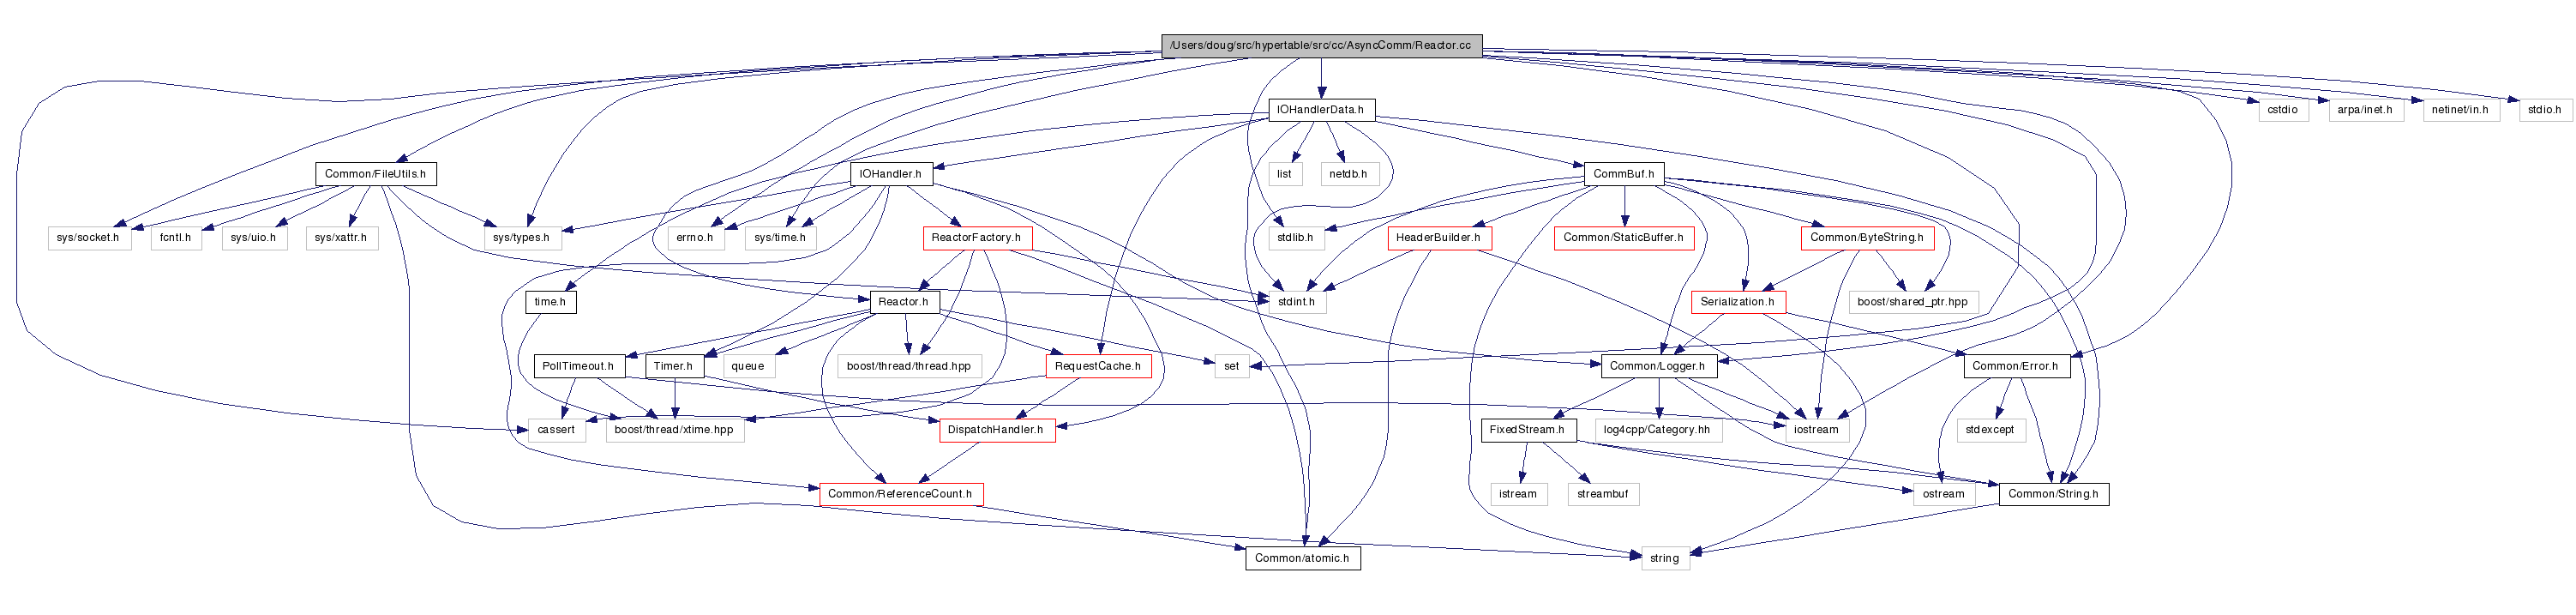 /Users/doug/src/hypertable/src/cc/AsyncComm/Reactor.cc
IOHandlerData.h
cstdio
arpa/inet.h
netinet/in.h
stdio.h
Common/FileUtils.h
IOHandler.h
list
netdb.h
CommBuf.h
sys/socket.h
fcntl.h
sys/uio.h
sys/xattr.h
sys/types.h
errno.h
sys/time.h
ReactorFactory.h
stdlib.h
HeaderBuilder.h
Common/StaticBuffer.h
Common/ByteString.h
time.h
Reactor.h
stdint.h
Serialization.h
boost/shared_ptr.hpp
PollTimeout.h
Timer.h
queue
boost/thread/thread.hpp
RequestCache.h
set
Common/Logger.h
Common/Error.h
cassert
boost/thread/xtime.hpp
DispatchHandler.h
FixedStream.h
log4cpp/Category.hh
iostream
stdexcept
Common/ReferenceCount.h
istream
streambuf
ostream
Common/String.h
Common/atomic.h
string